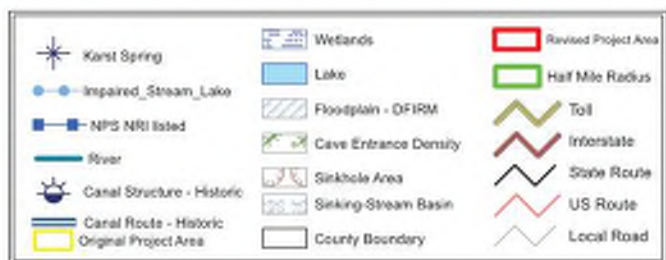 Karst Spring
Impaired_Stream_Lake
NPS NRI listed
River
Canal Structure - Historic
Canal Route - Historic
Original Project Area
Wetlands
Lake
Floodplain - DFIRM
Cave Entrance Density
Sinkhole Area
Sinking-Stream Basin
County Boundary
Revised Project Area
Half Mile Radius
Toll
Interstate
State Route
US Route
Local Road